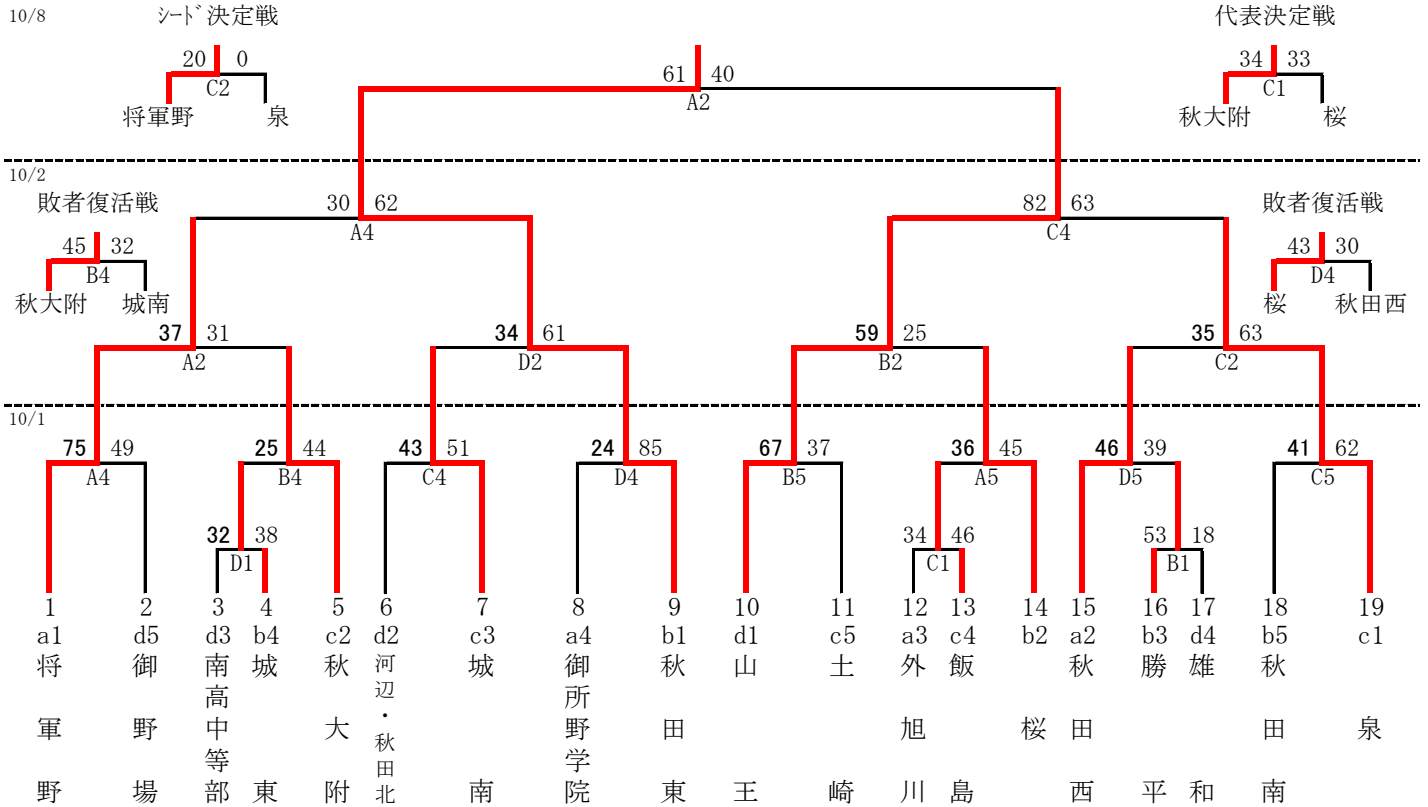 10/8
シード決定戦
代表決定戦
20 0
C2
将軍野 泉
61 40
A2
34 33
C1
秋大附 桜
10/2
敗者復活戦
敗者復活戦
45 32
B4
秋大附 城南
30 62
A4
82 63
C4
43 30
D4
桜 秋田西
37 31
A2
34 61
D2
59 25
B2
35 63
C2
10/1
75 49
A4
25 44
B4
43 51
C4
24 85
D4
67 37
B5
36 45
A5
46 39
D5
41 62
C5
32 38
D1
34 46
C1
53 18
B1
1 2 3 4 5 6 7 8 9 10 11 12 13 14 15 16 17 18 19
a1 d5 d3 b4 c2 d2 c3 a4 b1 d1 c5 a3 c4 b2 a2 b3 d4 b5 c1
将軍野
御野場
南高中等部
城東
秋大附
河辺・秋田北
城南
御所野学院
秋田東
山王
土崎
外旭川
飯島
桜
秋田西
勝平
雄和
秋田南
泉